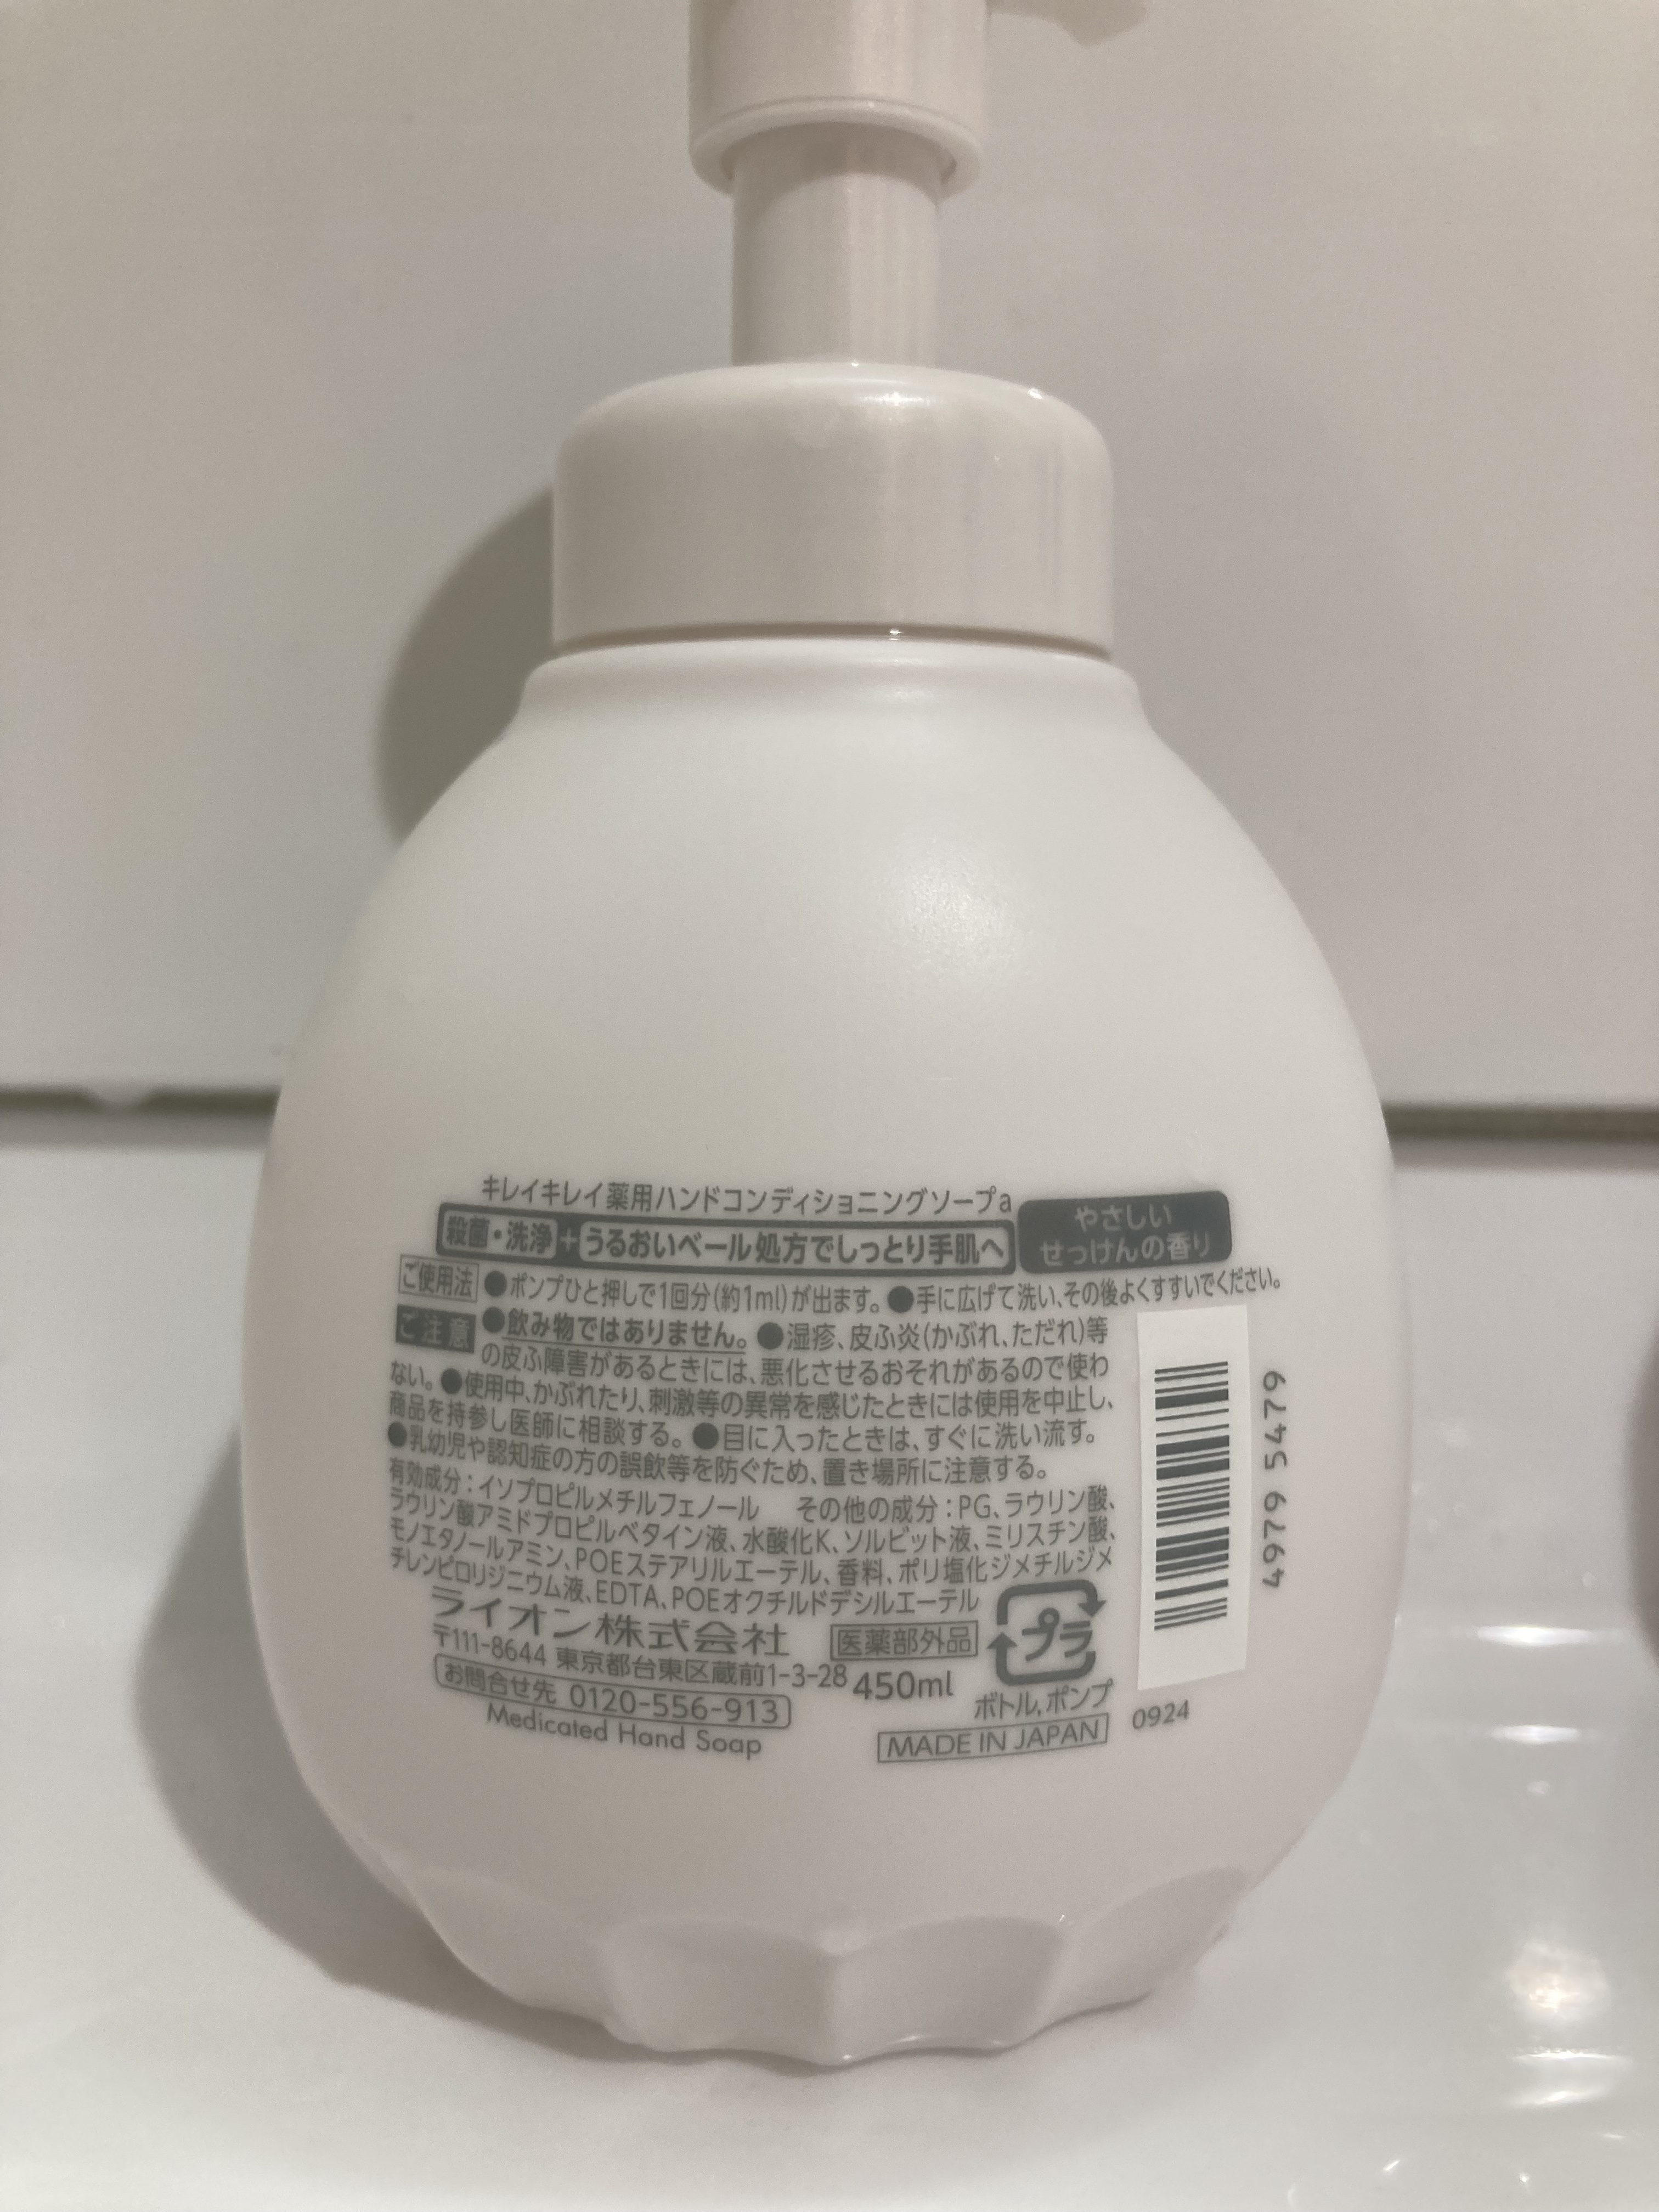 キレイキレイ薬用ハンドコンディショニングソープa
殺菌・洗浄+うるおいベール処方でしっとり手肌へ
やさしい
せっけんの香り
ご使用法 ●ポンプひと押しで1回分(約1ml)が出ます。●手に広げて洗い、その後よくすすいでください。
ご注意 ●飲み物ではありません。●湿疹、皮ふ炎(かぶれ、ただれ)等
の皮ふ障害があるときには、悪化させるおそれがあるので使わ
ない。●使用中、かぶれたり、刺激等の異常を感じたときには使用を中止し、
商品を持参し医師に相談する。●目に入ったときは、すぐに洗い流す。
●乳幼児や認知症の方の誤飲等を防ぐため、置き場所に注意する。
有効成分:イソプロピルメチルフェノール その他の成分:PG、ラウリン酸、
ラウリン酸アミドプロピルベタイン液、水酸化K、ソルビット液、ミリスチン酸、
モノエタノールアミン、POEステアリルエーテル、香料、ポリ塩化ジメチルジメ
チレンピロリジニウム液、EDTA、POEオクチルドデシルエーテル
ライオン株式会社
〒111-8644 東京都台東区蔵前1-3-28
お問合せ先 0120-556-913
Medicated Hand Soap
医薬部外品
450ml
プラ
ボトル,ポンプ
MADE IN JAPAN
0924
4979 5479